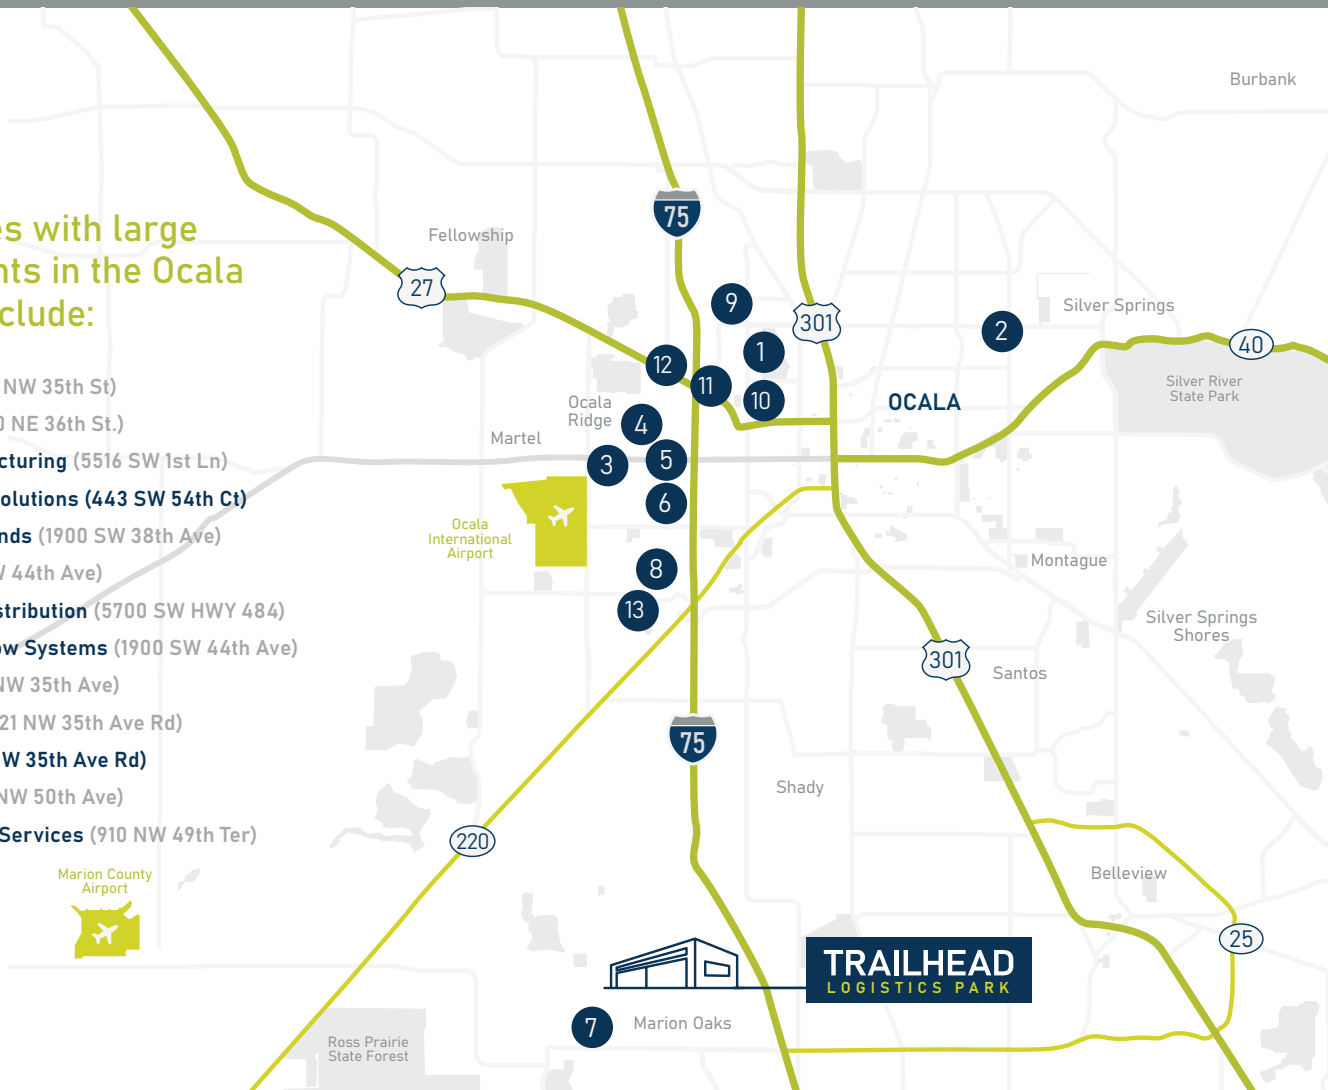 es with large
nts in the Ocala
clude:
NW 35th St)
0 NE 36th St.)
cturing (5516 SW 1st Ln)
olutions (443 SW 54th Ct)
nds (1900 SW 38th Ave)
W 44th Ave)
stribution (5700 SW HWY 484)
ow Systems (1900 SW 44th Ave)
NW 35th Ave)
21 NW 35th Ave Rd)
W 35th Ave Rd)
NW 50th Ave)
Services (910 NW 49th Ter)
Marion County
Airport
Burbank
75
Fellowship
27
9
301
2
Silver Springs
1
40
12
11
Silver River
State Park
10
OCALA
Ocala
Ridge
4
Martel
3
5
6
Ocala
International
Airport
8
Montague
13
Silver Springs
Shores
301
Santos
75
Shady
220
Belleview
25
TRAILHEAD
LOGISTICS PARK
7
Marion Oaks
Ross Prairie
State Forest